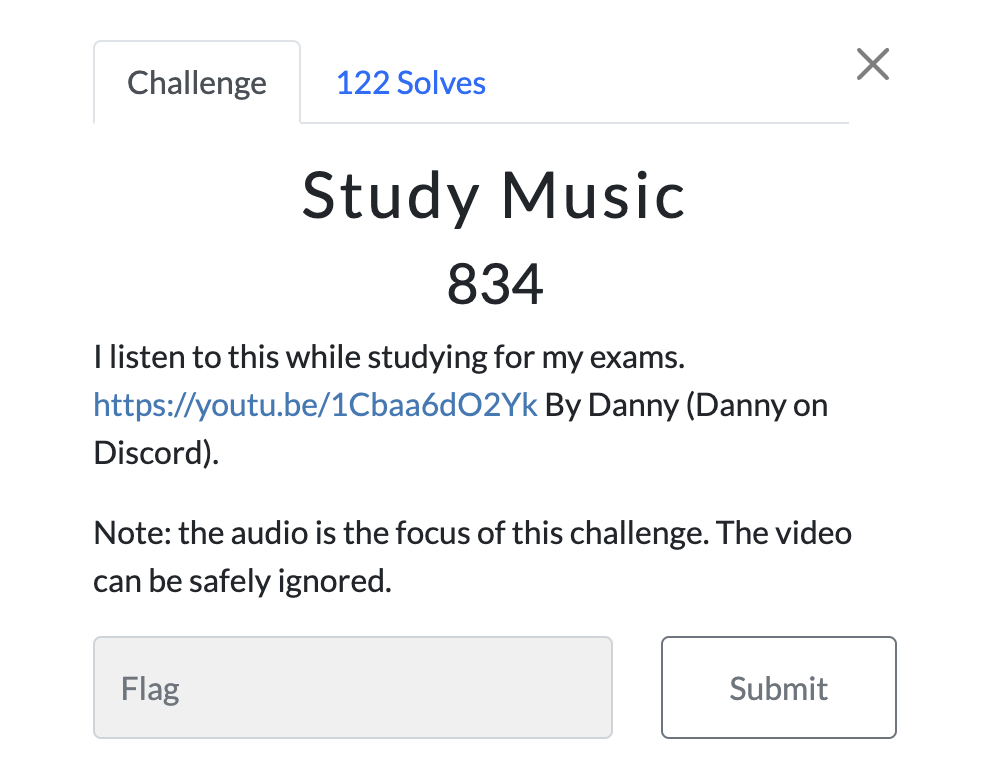 Challenge
122 Solves
Study Music
834
I listen to this while studying for my exams.
https://youtu.be/1Cbaa6dO2Yk By Danny (Danny on
Discord).
Note: the audio is the focus of this challenge. The video
can be safely ignored.
Flag
Submit